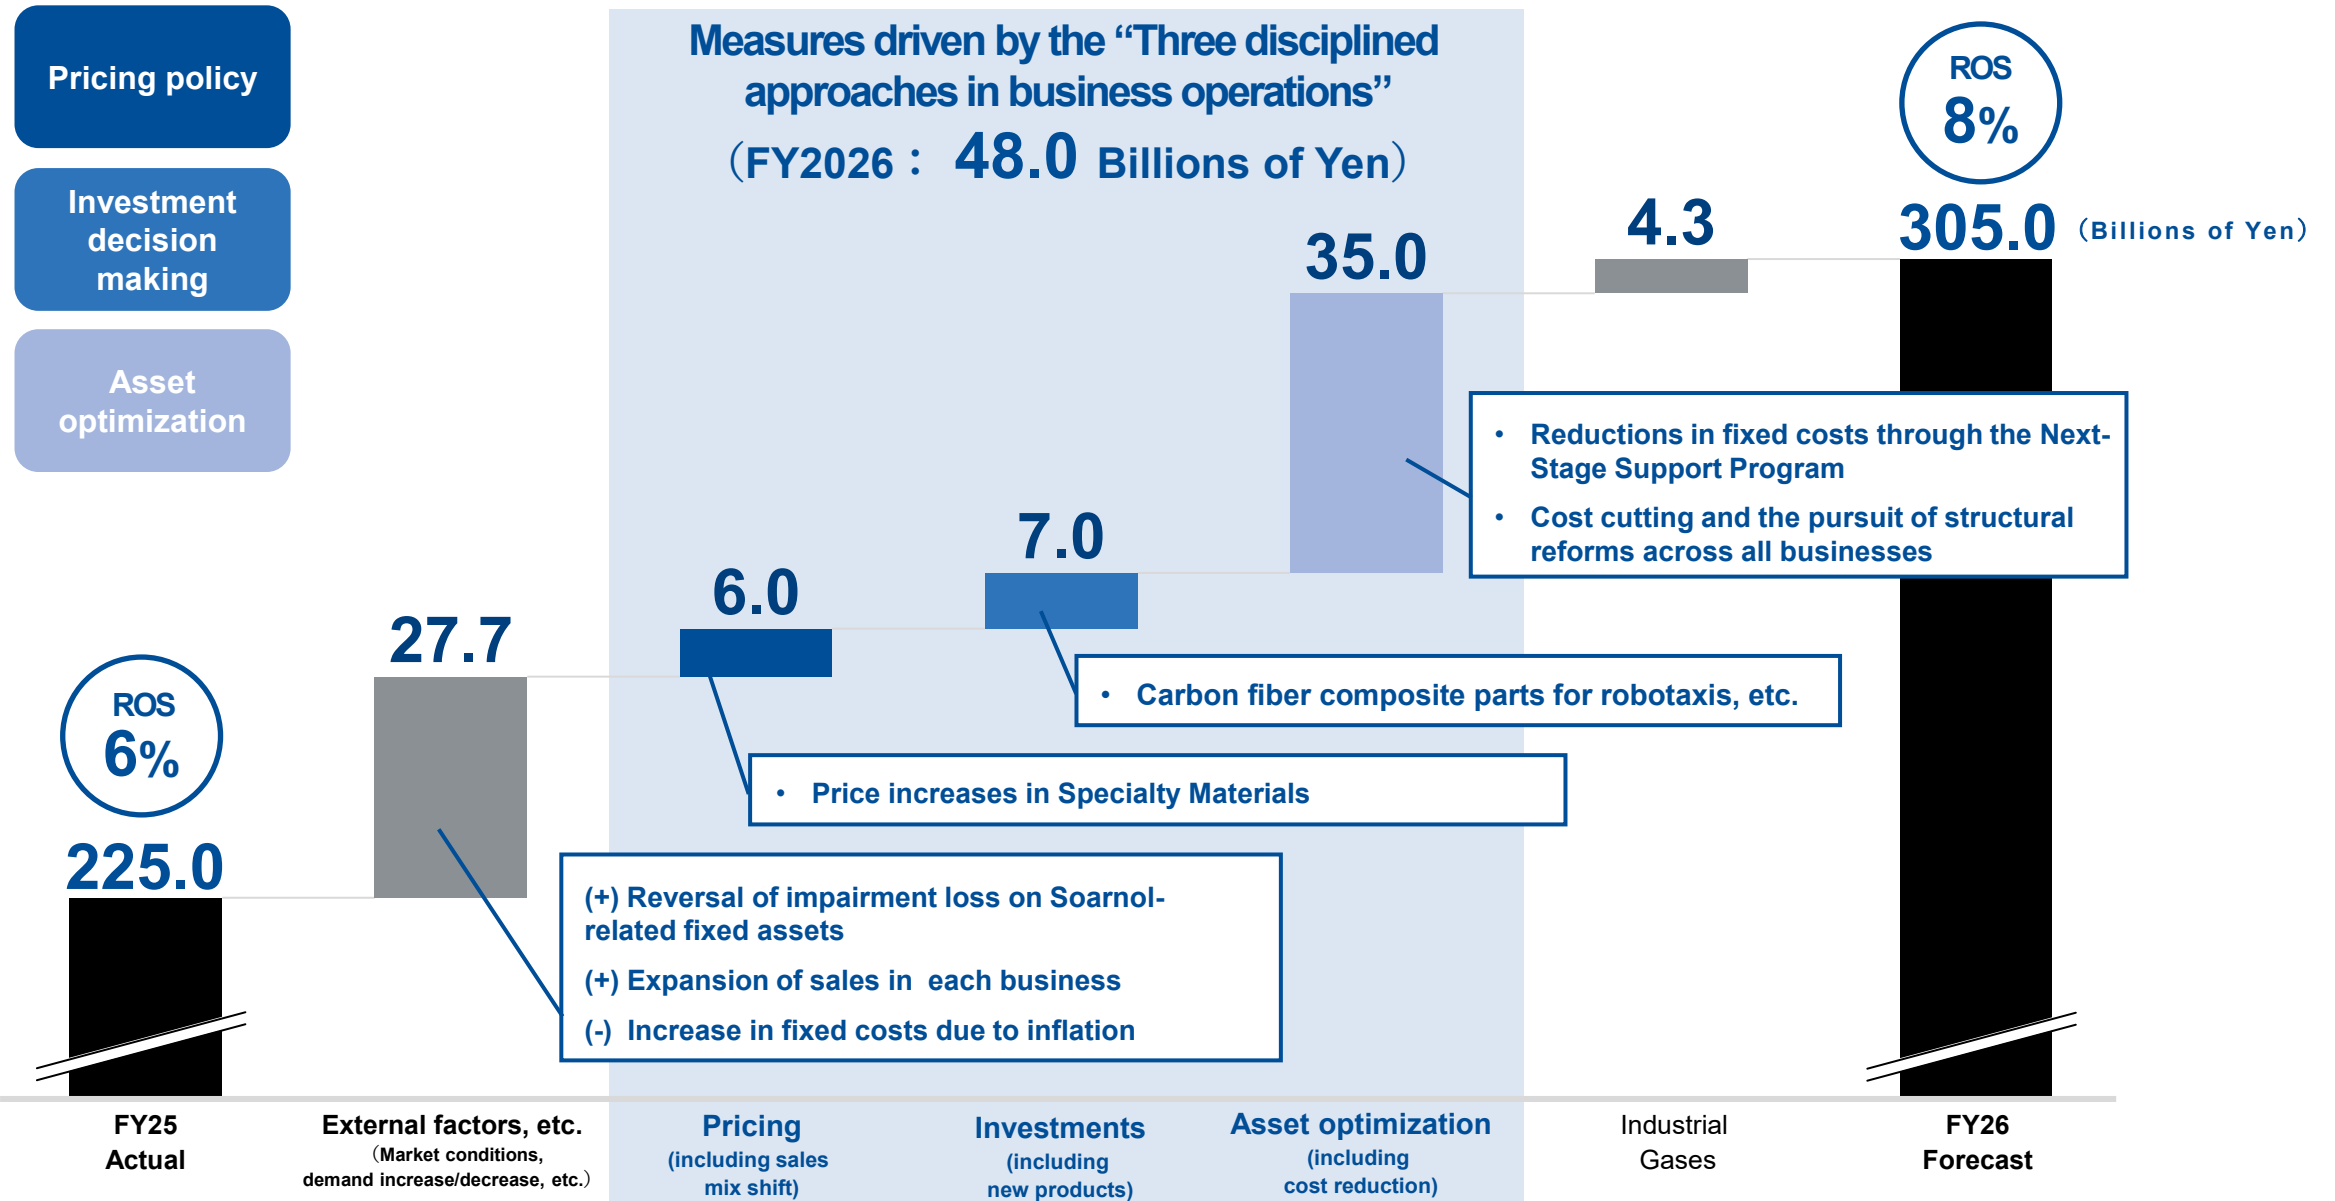 Pricing policy
Investment
decision
making
Asset
optimization
Measures driven by the “Three disciplined
approaches in business operations”
（FY2026： 48.0 Billions of Yen）
ROS
8%
305.0 （Billions of Yen）
4.3
35.0
7.0
6.0
27.7
ROS
6%
225.0
• Reductions in fixed costs through the Next-
Stage Support Program
• Cost cutting and the pursuit of structural
reforms across all businesses
• Carbon fiber composite parts for robotaxis, etc.
• Price increases in Specialty Materials
(+) Reversal of impairment loss on Soarnol-
related fixed assets
(+) Expansion of sales in each business
(-) Increase in fixed costs due to inflation
FY25
Actual
External factors, etc.
（Market conditions,
demand increase/decrease, etc.）
Pricing
(including sales
mix shift)
Investments
(including
new products)
Asset optimization
(including
cost reduction)
Industrial
Gases
FY26
Forecast